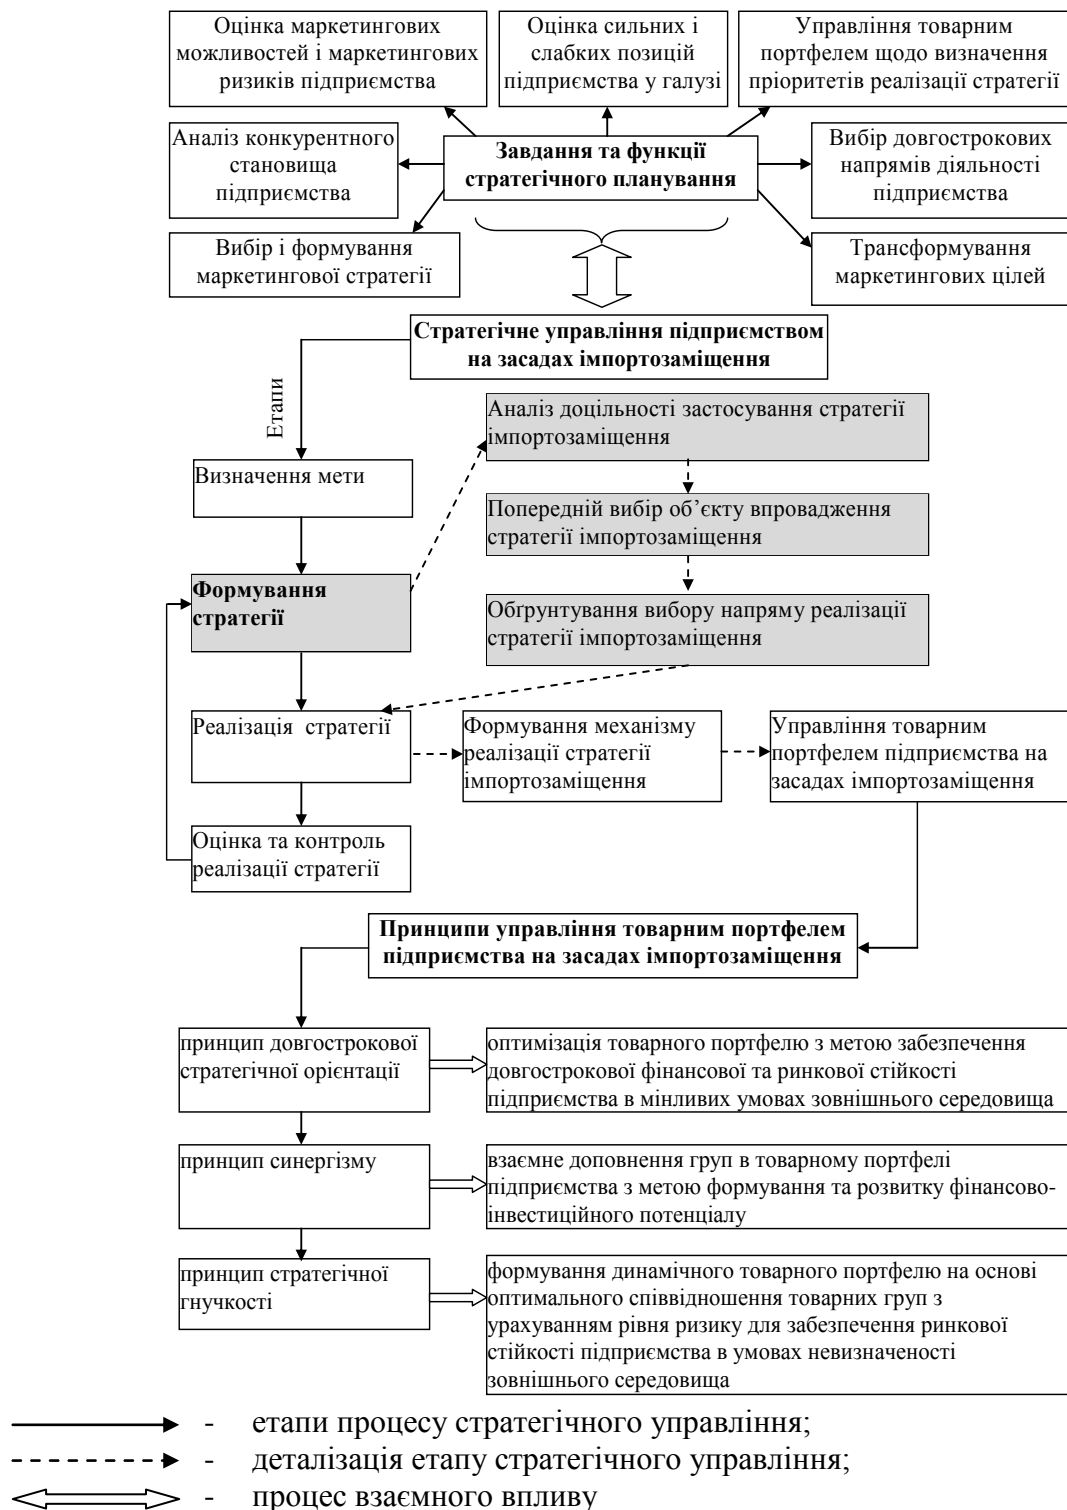 Оцінка маркетингових
можливостей і маркетингових
ризиків підприємства
Оцінка сильних і
слабких позицій
підприємства у галузі
Управління товарним
портфелем щодо визначення
пріоритетів реалізації стратегії
Аналіз конкурентного
становища
підприємства
Завдання та функції
стратегічного планування
Вибір довгострокових
напрямів діяльності
підприємства
Вибір і формування
маркетингової стратегії
Трансформування
маркетингових цілей
Стратегічне управління підприємством
на засадах імпортозаміщення
Етапи
Аналіз доцільності застосування стратегії
імпортозаміщення
Визначення мети
Попередній вибір об’єкту впровадження
стратегії імпортозаміщення
Формування
стратегії
Обґрунтування вибору напряму реалізації
стратегії імпортозаміщення
Реалізація стратегії
Формування механізму
реалізації стратегії
імпортозаміщення
Управління товарним
портфелем підприємства на
засадах імпортозаміщення
Оцінка та контроль
реалізації стратегії
Принципи управління товарним портфелем
підприємства на засадах імпортозаміщення
принцип довгострокової
стратегічної орієнтації
оптимізація товарного портфелю з метою забезпечення
довгострокової фінансової та ринкової стійкості
підприємства в мінливих умовах зовнішнього середовища
принцип синергізму
взаємне доповнення груп в товарному портфелі
підприємства з метою формування та розвитку фінансово-
інвестиційного потенціалу
принцип стратегічної
гнучкості
формування динамічного товарного портфелю на основі
оптимального співвідношення товарних груп з
урахуванням рівня ризику для забезпечення ринкової
стійкості підприємства в умовах невизначеності
зовнішнього середовища
- етапи процесу стратегічного управління;
- деталізація етапу стратегічного управління;
- процес взаємного впливу